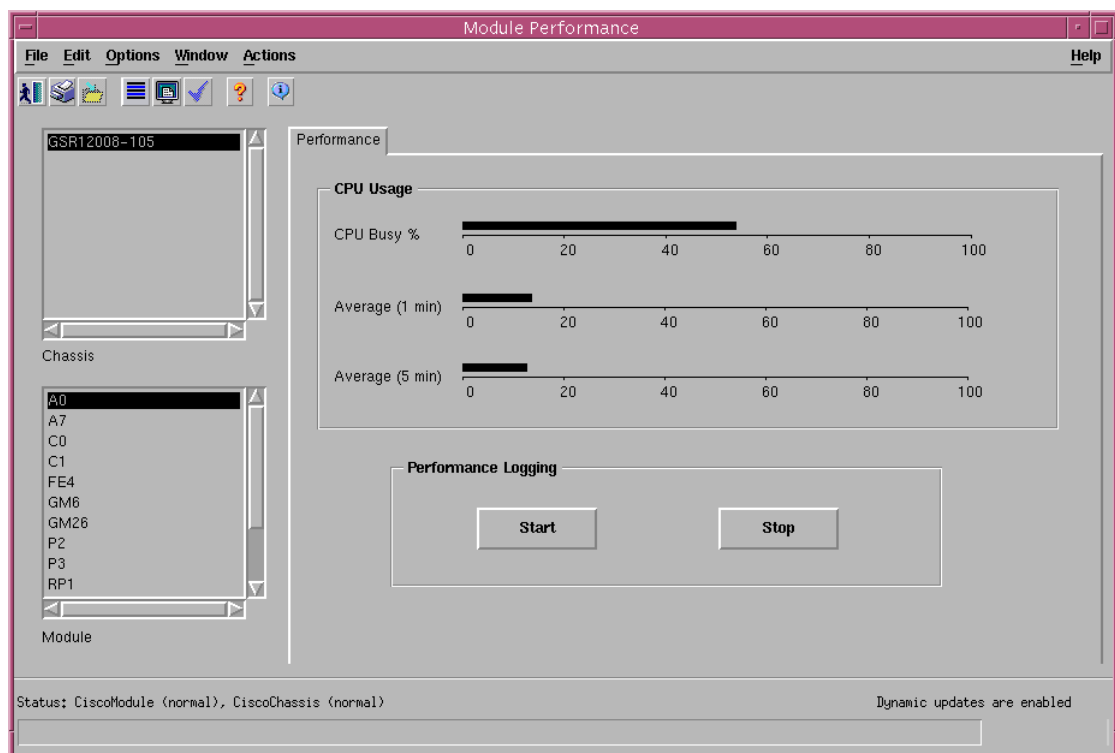 Module Performance
File Edit Options Window Actions Help
GSR12008-105
Chassis
A0
A7
C0
C1
FE4
GM6
GM26
P2
P3
RP1
Module
Performance
CPU Usage
CPU Busy %
0 20 40 60 80 100
Average (1 min)
0 20 40 60 80 100
Average (5 min)
0 20 40 60 80 100
Performance Logging
Start Stop
Status: CiscoModule (normal), CiscoChassis (normal) Dynamic updates are enabled